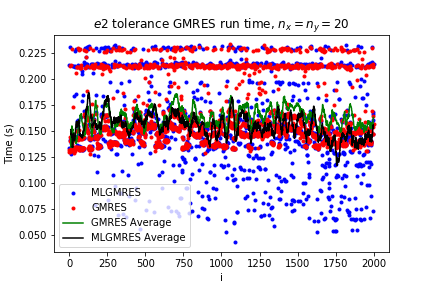 e2 tolerance GMRES run time, nₓ = nᵧ = 20
Time (s)
0.225
0.200
0.175
0.150
0.125
0.100
0.075
0.050
MLGMRES
GMRES
GMRES Average
MLGMRES Average
0 250 500 750 1000 1250 1500 1750 2000
i